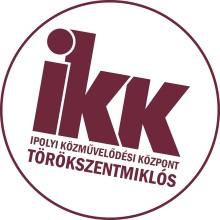 ikk
IPOLYI KÖZMŰVELŐDÉSI KÖZPONT
TÖRÖKSZENTMIKLÓS